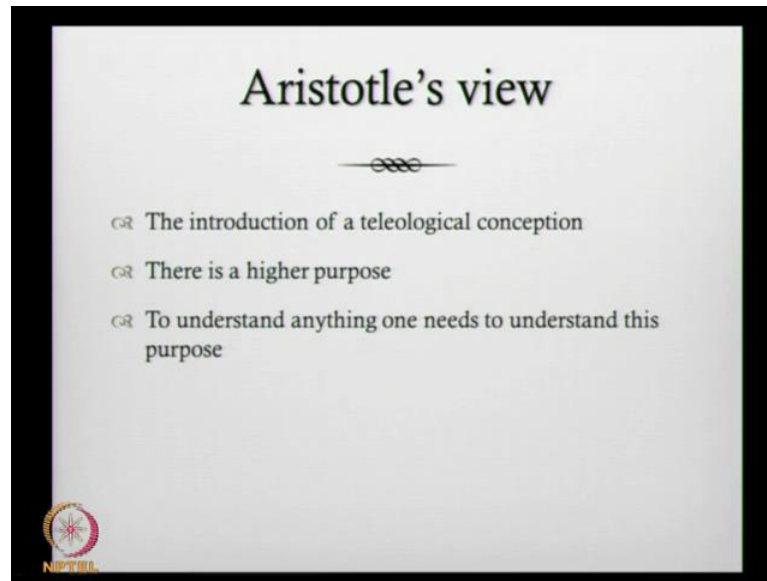 Aristotle's view
The introduction of a teleological conception
There is a higher purpose
To understand anything one needs to understand this
purpose
NPTEL